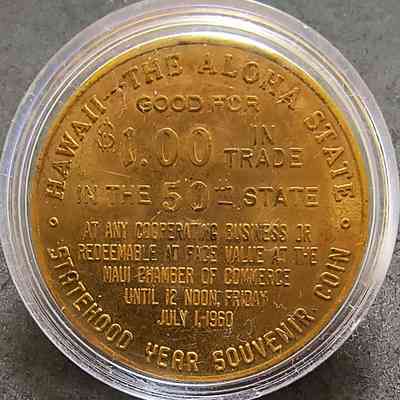 HAWAII—THE ALOHA STATE
GOOD FOR
$1.00 IN TRADE
IN THE 50TH STATE
AT ANY COOPERATING BUSINESS OR
REDEEMABLE AT FACE VALUE AT THE
MAUI CHAMBER OF COMMERCE
UNTIL 12 NOON, FRIDAY
JULY 1, 1960
STATEHOOD YEAR SOUVENIR COIN